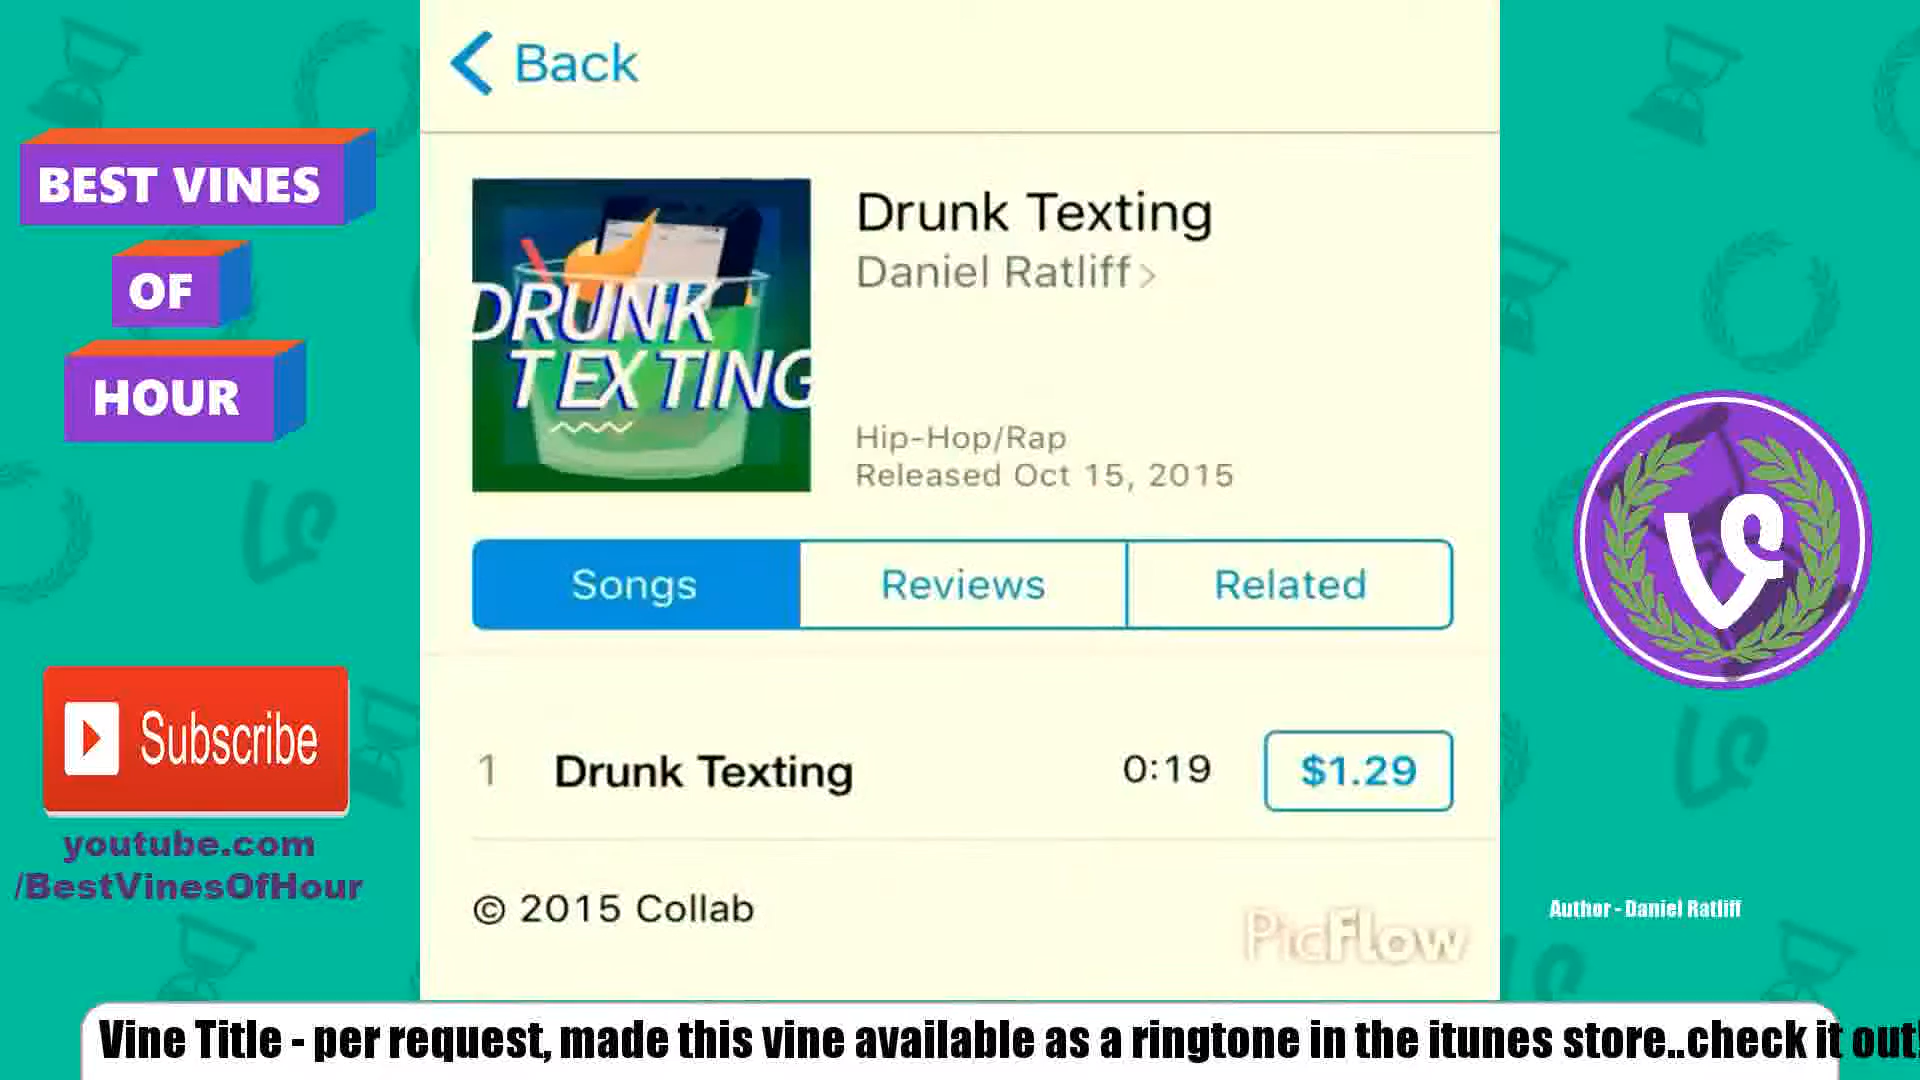 Back
BEST VINES
OF
HOUR
DRUNK
TEXTING
Drunk Texting
Daniel Ratliff >
Hip-Hop/Rap
Released Oct 15, 2015
Songs
Reviews
Related
1 Drunk Texting 0:19 $1.29
© 2015 Collab
PicFlow
Subscribe
youtube.com
/BestVinesOfHour
Author - Daniel Ratliff
Vine Title - per request, made this vine available as a ringtone in the itunes store..check it out!